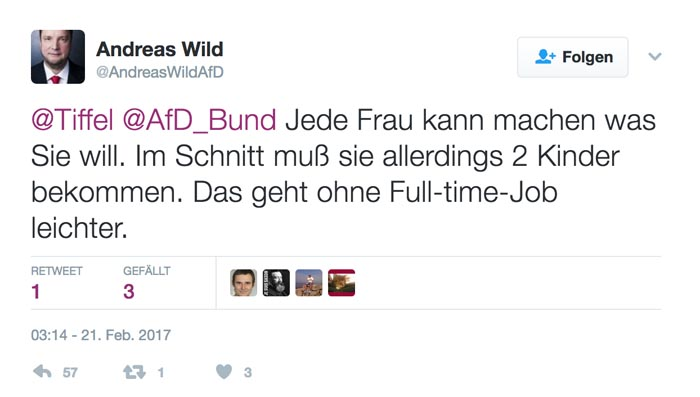 Andreas Wild
@AndreasWildAfD
Folgen
@Tiffel @AfD_Bund Jede Frau kann machen was
Sie will. Im Schnitt muß sie allerdings 2 Kinder
bekommen. Das geht ohne Full-time-Job
leichter.
RETWEET GEFÄLLT
1 3
03:14 - 21. Feb. 2017
57 1 3